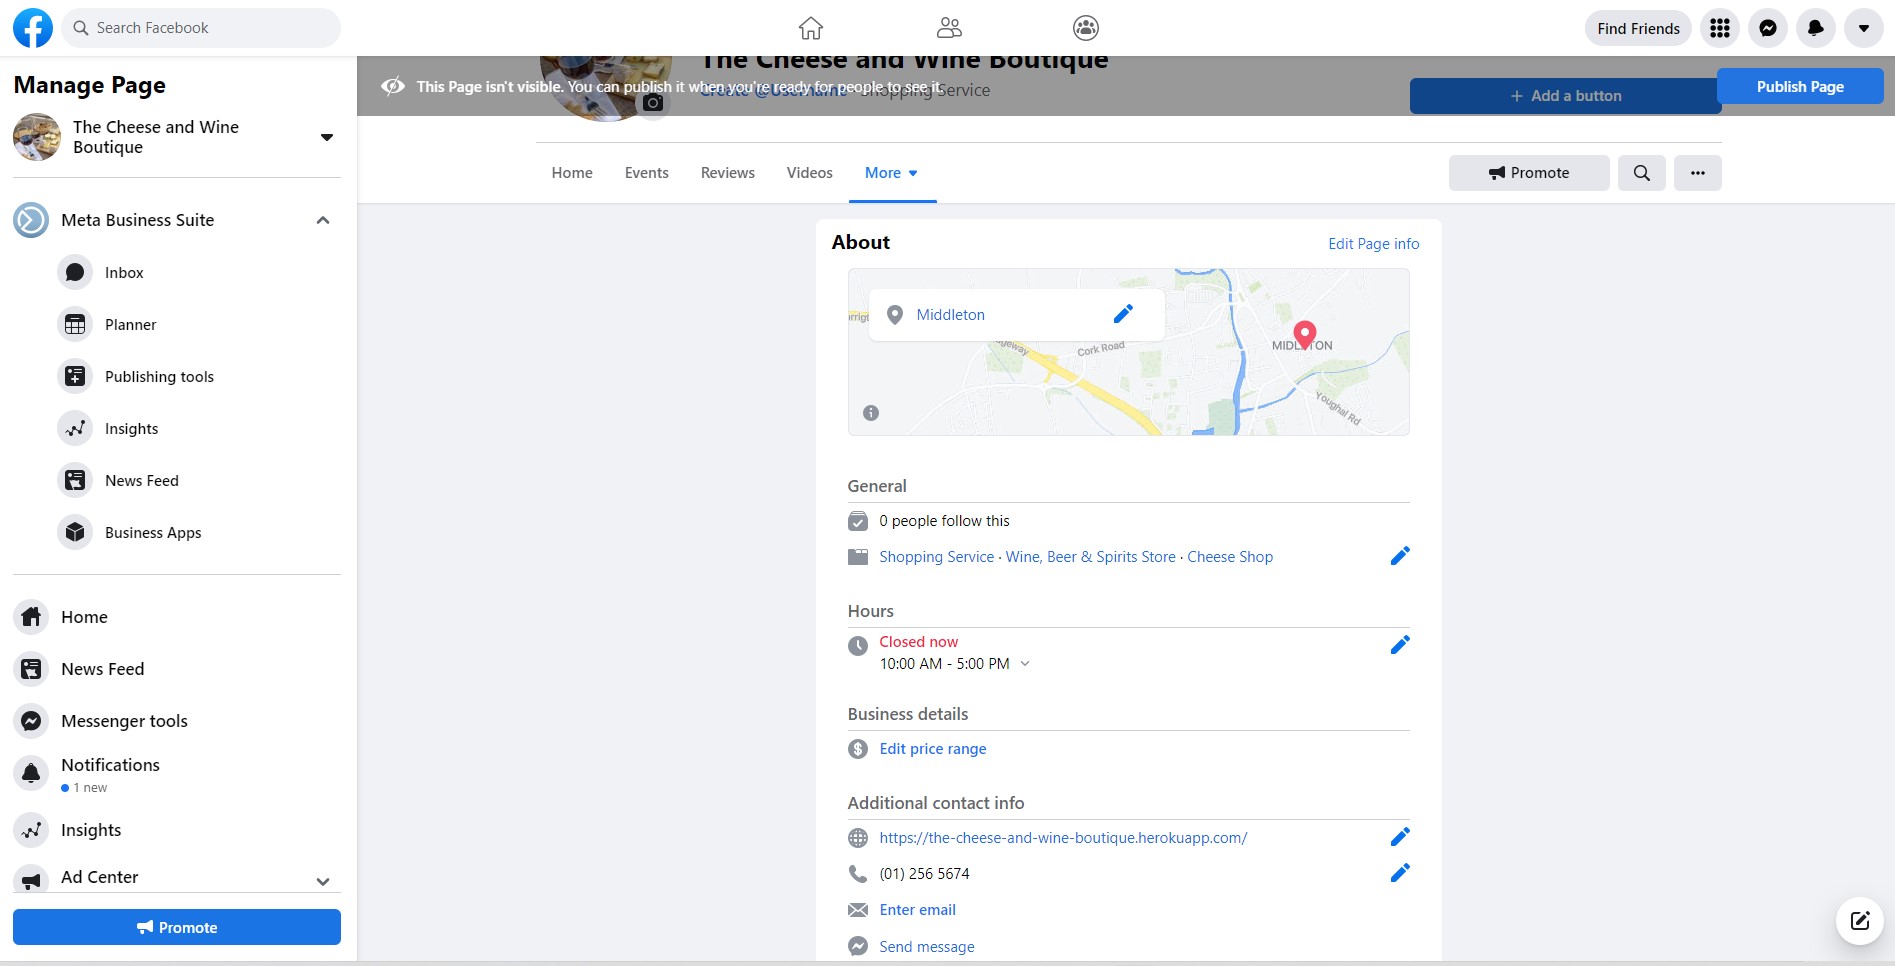 Search Facebook
Find Friends
Manage Page
The Cheese and Wine
Boutique
Meta Business Suite
Inbox
Planner
Publishing tools
Insights
News Feed
Business Apps
Home
News Feed
Messenger tools
Notifications
1 new
Insights
Ad Center
Promote
The Cheese and Wine Boutique
This Page isn't visible. You can publish it when you're ready for people to see it.
Create @Username · Shopping Service
+ Add a button
Publish Page
Home Events Reviews Videos More
Promote
About
Edit Page info
Middleton
Cork Road
MIDLETON
Youghal Rd
General
0 people follow this
Shopping Service · Wine, Beer & Spirits Store · Cheese Shop
Hours
Closed now
10:00 AM - 5:00 PM
Business details
Edit price range
Additional contact info
https://the-cheese-and-wine-boutique.herokuapp.com/
(01) 256 5674
Enter email
Send message